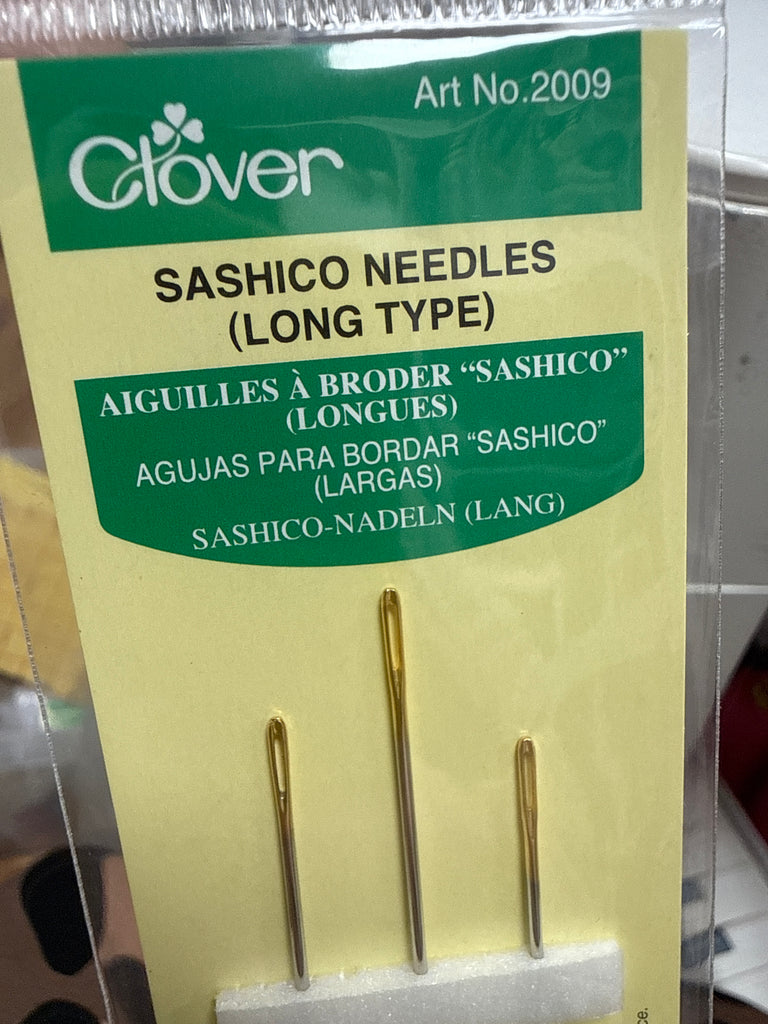 Art No.2009
Clover
SASHICO NEEDLES
(LONG TYPE)
AIGUILLES À BRODER “SASHICO”
(LONGUES)
AGUJAS PARA BORDAR “SASHICO”
(LARGAS)
SASHICO-NADELN (LANG)